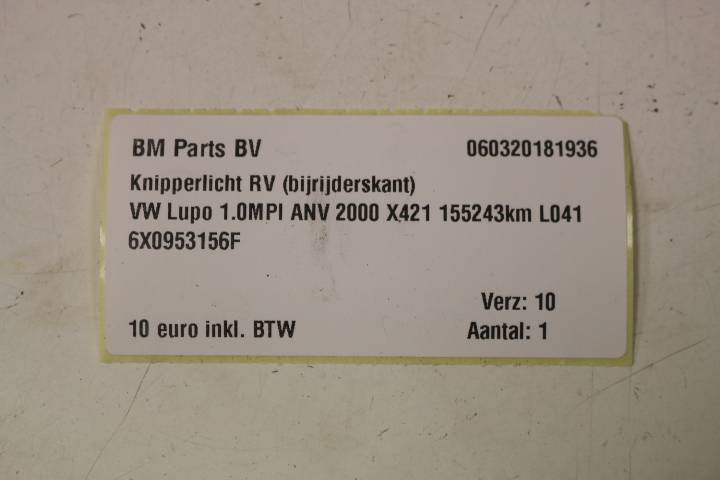 BM Parts BV 060320181936
Knipperlicht RV (bijrijderskant)
VW Lupo 1.0MPI ANV 2000 X421 155243km L041
6X0953156F
Verz: 10
10 euro inkl. BTW Aantal: 1